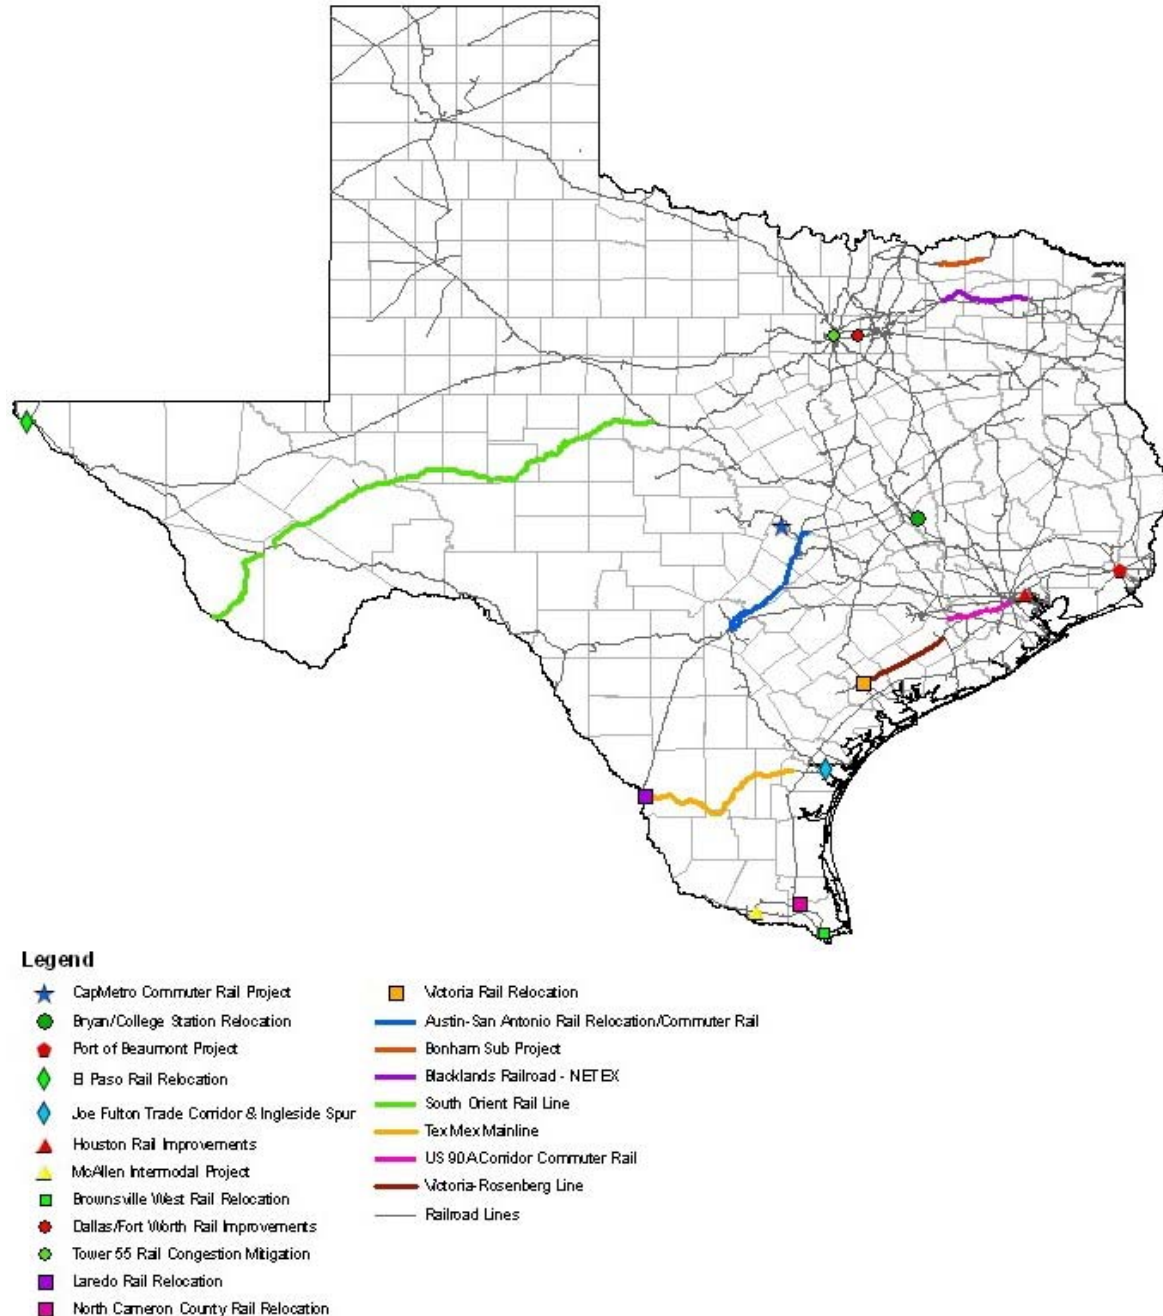 Legend
CapMetro Commuter Rail Project
Bryan/College Station Relocation
Port of Beaumont Project
El Paso Rail Relocation
Joe Fulton Trade Corridor & Ingleside Spur
Houston Rail Improvements
McAllen Intermodal Project
Brownsville West Rail Relocation
Dallas/Fort Worth Rail Improvements
Tower 55 Rail Congestion Mitigation
Laredo Rail Relocation
North Cameron County Rail Relocation
Victoria Rail Relocation
Austin-San Antonio Rail Relocation/Commuter Rail
Bonham Sub Project
Blacklands Railroad - NETEX
South Orient Rail Line
Tex Mex Mainline
US 90A Corridor Commuter Rail
Victoria-Rosenberg Line
Railroad Lines